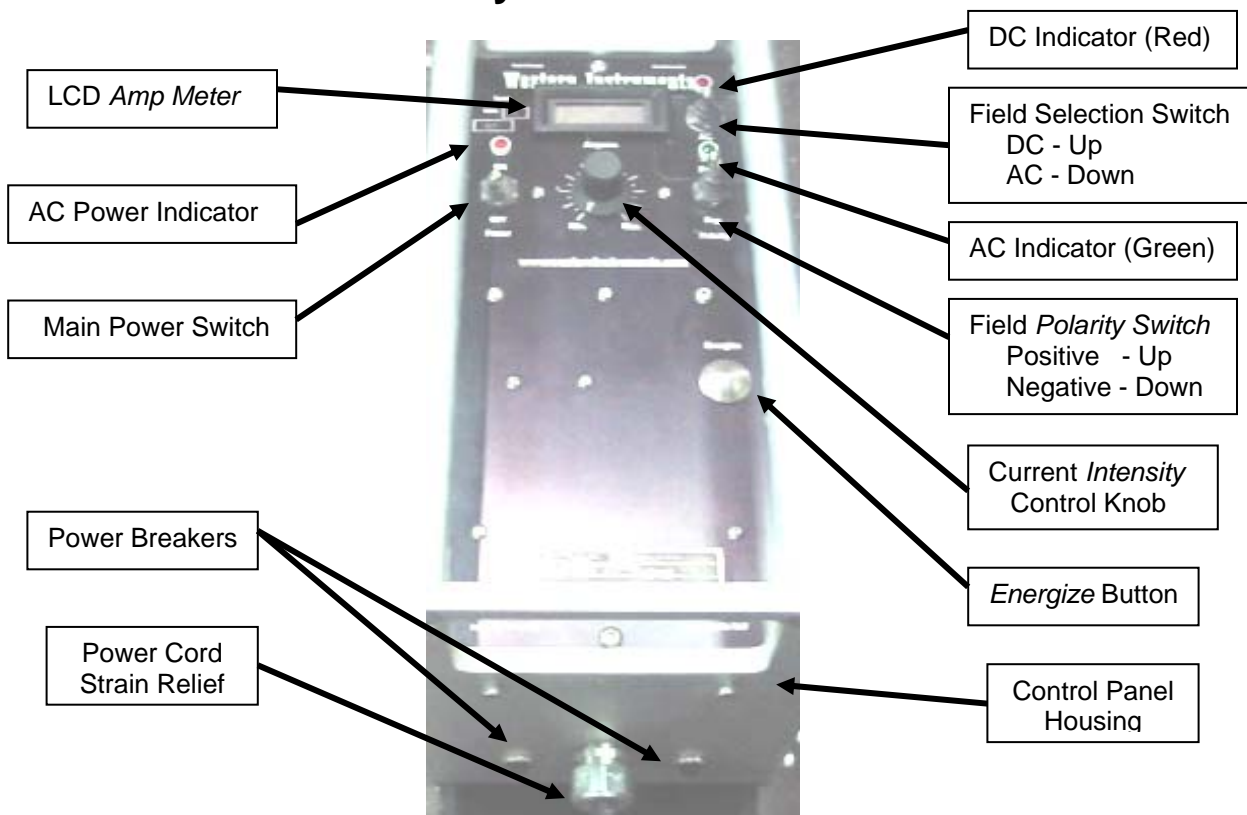 LCD Amp Meter
AC Power Indicator
Main Power Switch
Power Breakers
Power Cord
Strain Relief
Western Instruments
DC Indicator (Red)
Field Selection Switch
DC - Up
AC - Down
AC Indicator (Green)
Field Polarity Switch
Positive - Up
Negative - Down
Current Intensity
Control Knob
Energize Button
Control Panel
Housing